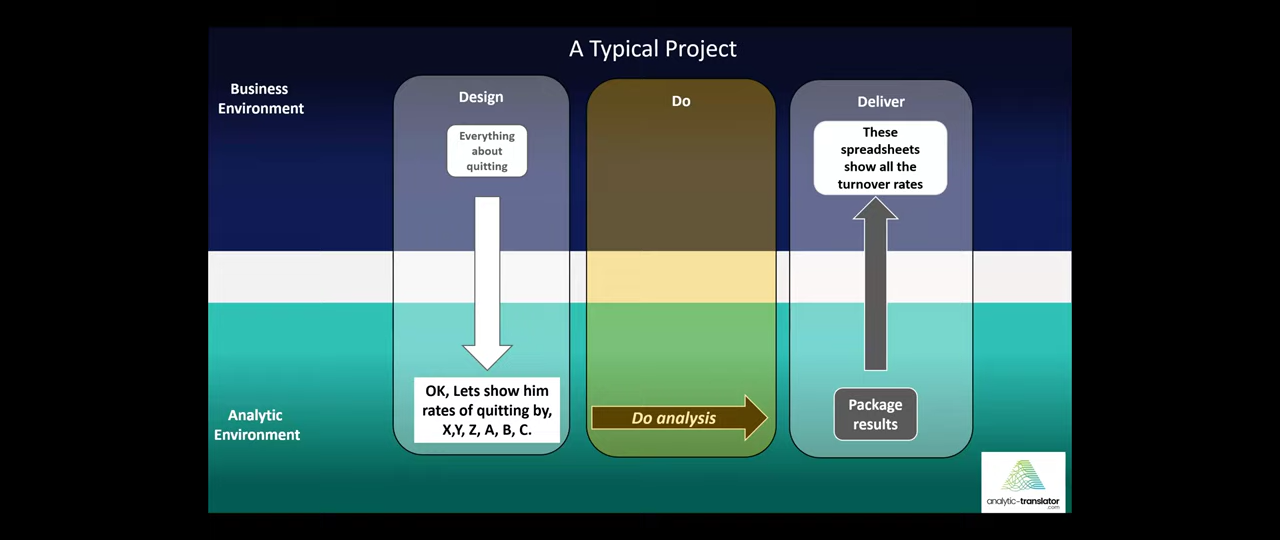 A Typical Project
Business
Environment
Design
Everything
about
quitting
OK, Lets show him
rates of quitting by,
X,Y, Z, A, B, C.
Do
Do analysis
Deliver
These
spreadsheets
show all the
turnover rates
Package
results
Analytic
Environment
analytic-translator
.com